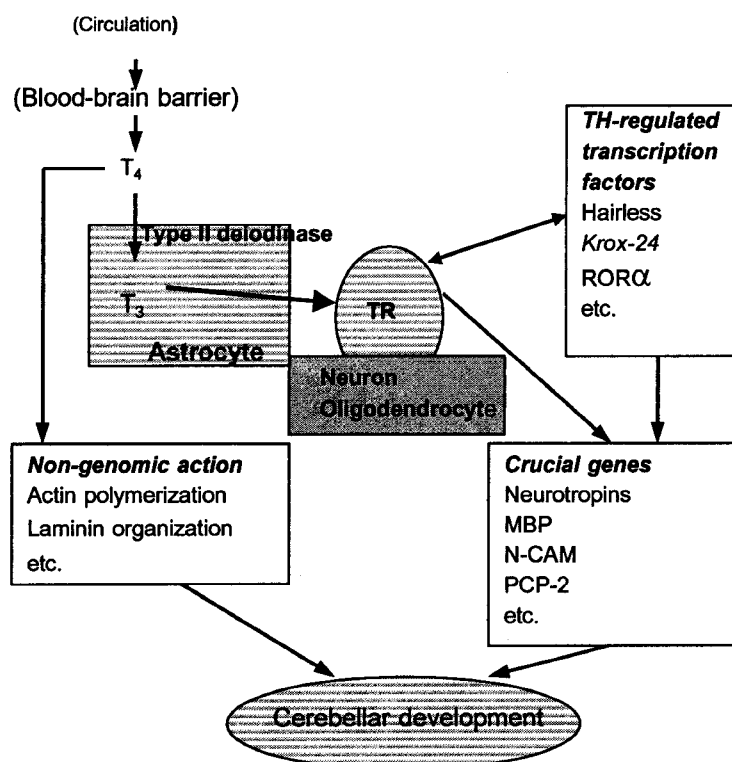 (Circulation)
(Blood-brain barrier)
T₄
Type II deiodinase
T₃
Astrocyte
TR
Neuron
Oligodendrocyte
TH-regulated
transcription
factors
Hairless
Krox-24
RORα
etc.
Non-genomic action
Actin polymerization
Laminin organization
etc.
Crucial genes
Neurotropins
MBP
N-CAM
PCP-2
etc.
Cerebellar development